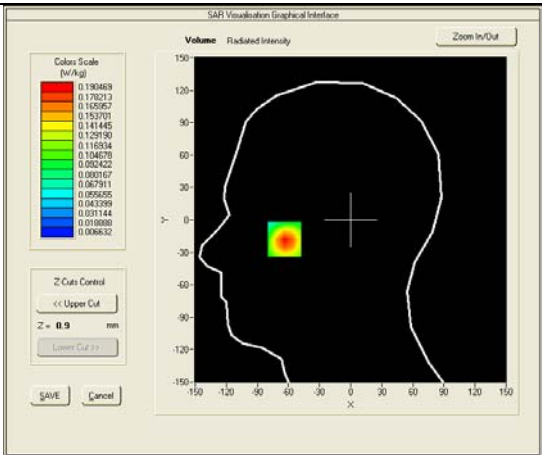 SAR Visualisation Graphical Interface
Volume Radiated Intensity
Zoom In/Out
Colors Scale
(W/kg)
0.190469
0.178213
0.165957
0.153701
0.141445
0.129190
0.116934
0.104678
0.092422
0.080167
0.067911
0.055655
0.043399
0.031144
0.018888
0.006632
Z Cuts Control
<< Upper Cut
Z = 0.9 mm
Lower Cut >>
SAVE Cancel
150
120
90
60
30
0
-30
-60
-90
-120
-150
Y
-150 -120 -90 -60 -30 0 30 60 90 120 150
X